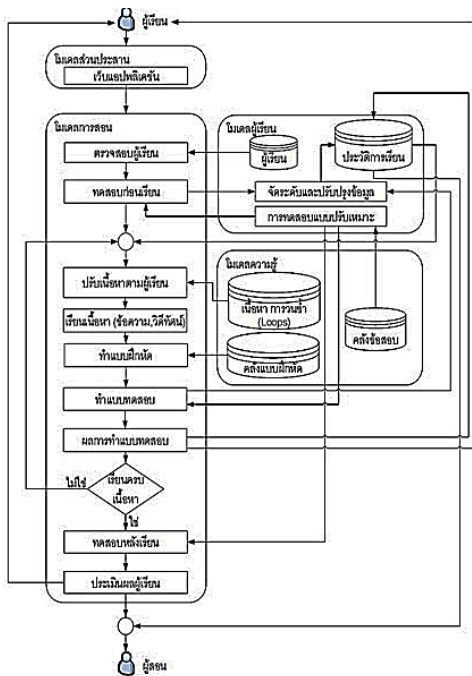 ผู้เรียน
โมเดลส่วนประสาน
เว็บแอปพลิเคชัน
โมเดลการสอน
ตรวจสอบผู้เรียน
ทดสอบก่อนเรียน
ปรับเนื้อหาตามผู้เรียน
เรียนเนื้อหา (ข้อความ,วิดีทัศน์)
ทำแบบฝึกหัด
ทำแบบทดสอบ
ผลการทำแบบทดสอบ
เรียนครบ
เนื้อหา
ไม่ใช่
ใช่
ทดสอบหลังเรียน
ประเมินผลผู้เรียน
ผู้สอน
โมเดลผู้เรียน
ผู้เรียน
ประวัติการเรียน
จัดระดับและปรับปรุงข้อมูล
การทดสอบแบบปรับเหมาะ
โมเดลความรู้
เนื้อหา การวนซ้ำ
(Loops)
คลังแบบฝึกหัด
คลังข้อสอบ